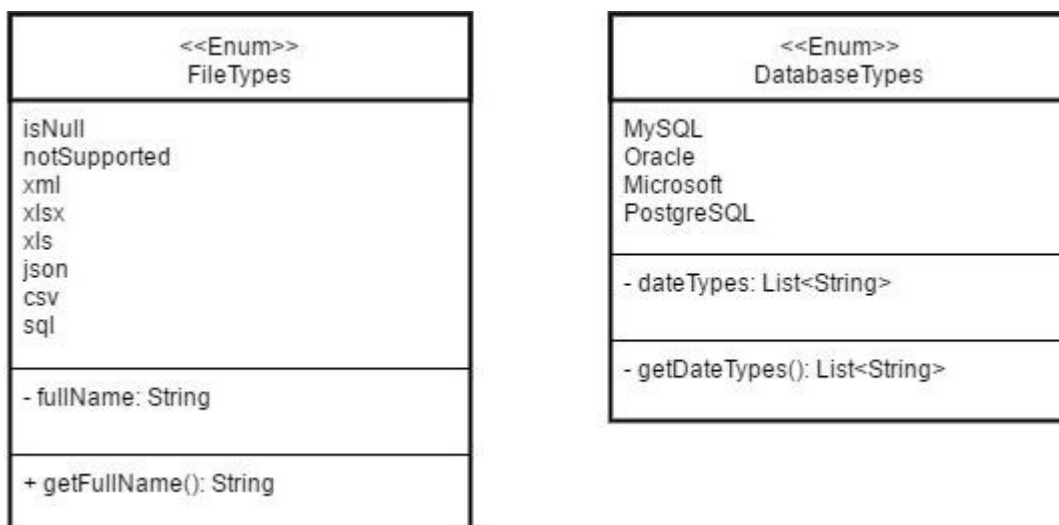 <<Enum>>
FileTypes
isNull
notSupported
xml
xlsx
xls
json
csv
sql
- fullName: String
+ getFullName(): String
<<Enum>>
DatabaseTypes
MySQL
Oracle
Microsoft
PostgreSQL
- dateTypes: List<String>
- getDateTypes(): List<String>